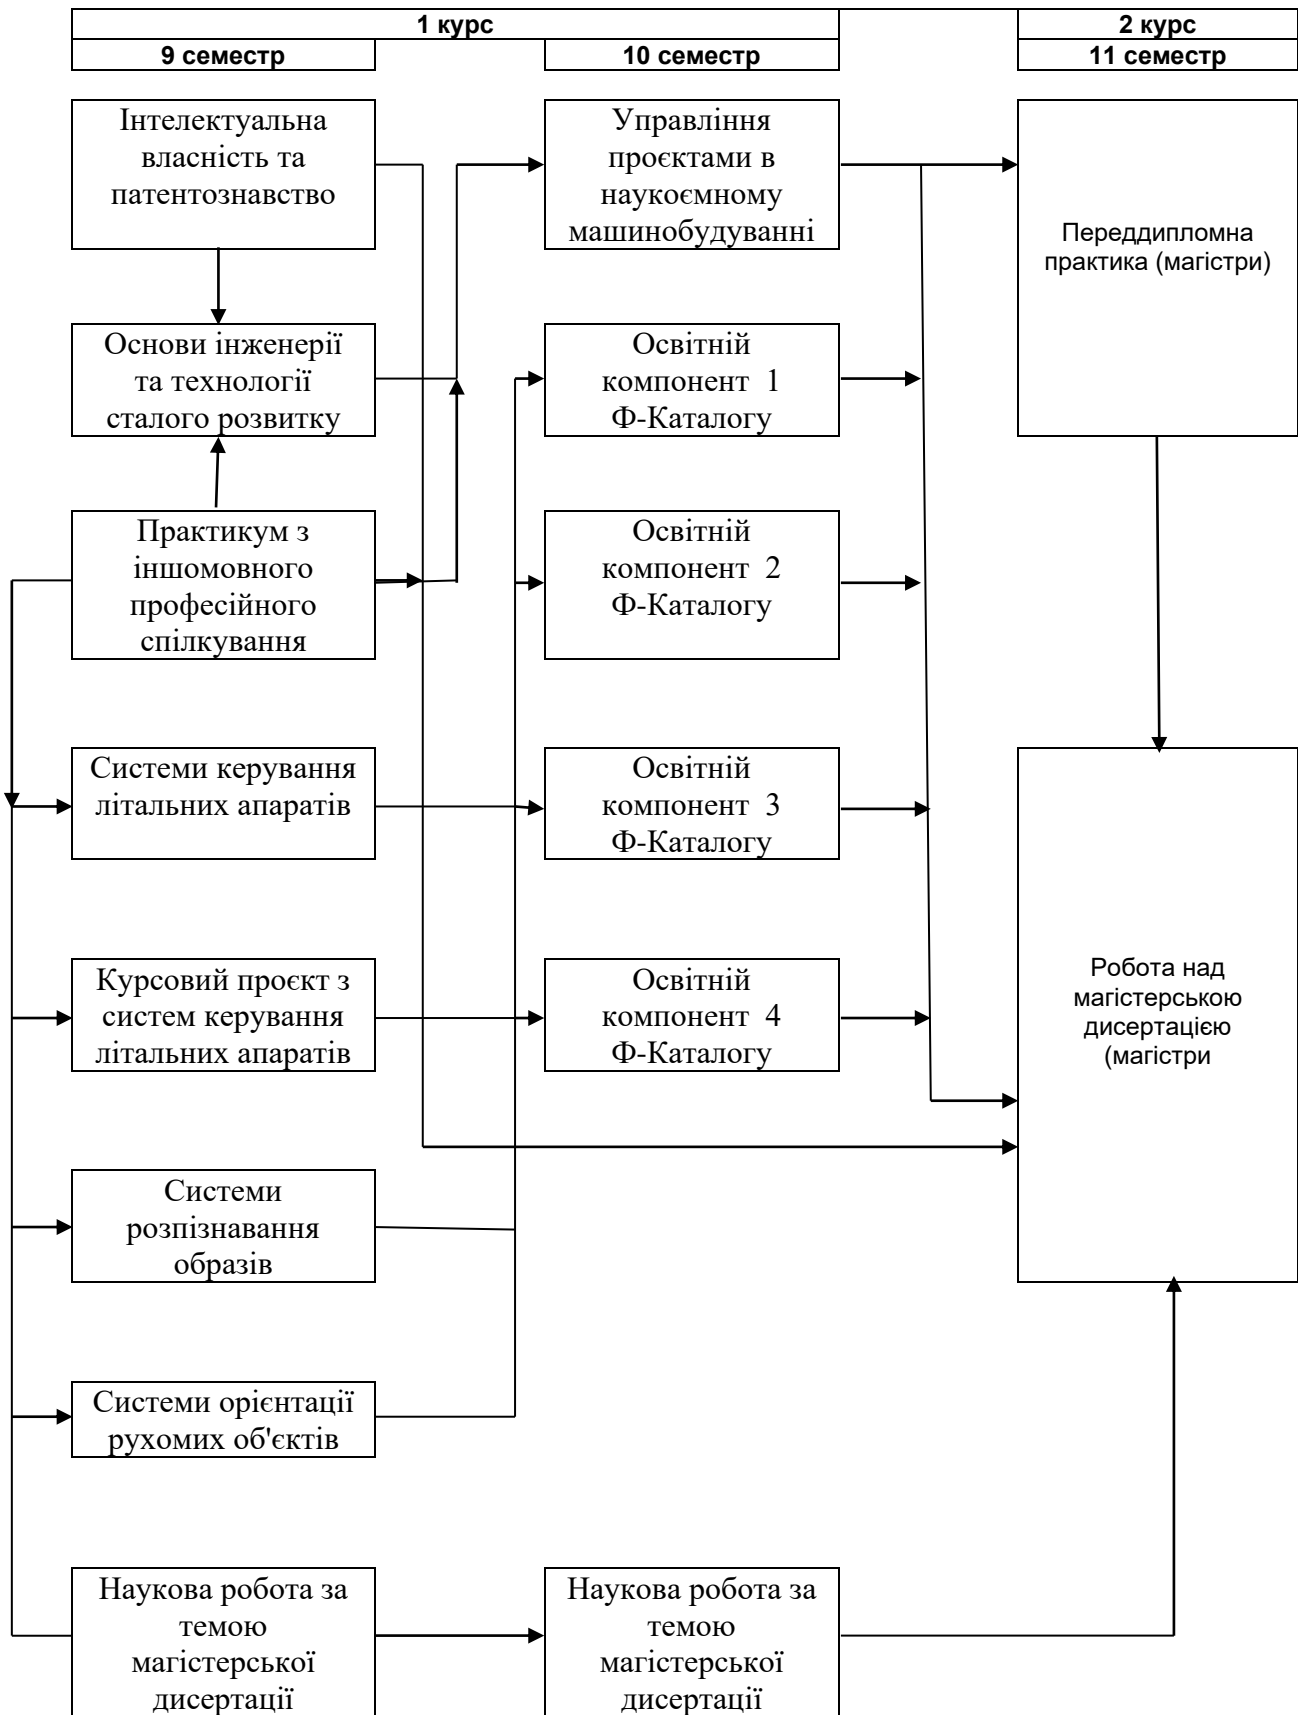 1 курс
2 курс
9 семестр
10 семестр
11 семестр
Інтелектуальна
власність та
патентознавство
Управління
проєктами в
наукоємному
машинобудуванні
Переддипломна
практика (магістри)
Основи інженерії
та технології
сталого розвитку
Освітній
компонент 1
Ф-Каталогу
Практикум з
іншомовного
професійного
спілкування
Освітній
компонент 2
Ф-Каталогу
Системи керування
літальних апаратів
Освітній
компонент 3
Ф-Каталогу
Робота над
магістерською
дисертацією
(магістри
Курсовий проєкт з
систем керування
літальних апаратів
Освітній
компонент 4
Ф-Каталогу
Системи
розпізнавання
образів
Системи орієнтації
рухомих об'єктів
Наукова робота за
темою
магістерської
дисертації
Наукова робота за
темою
магістерської
дисертації